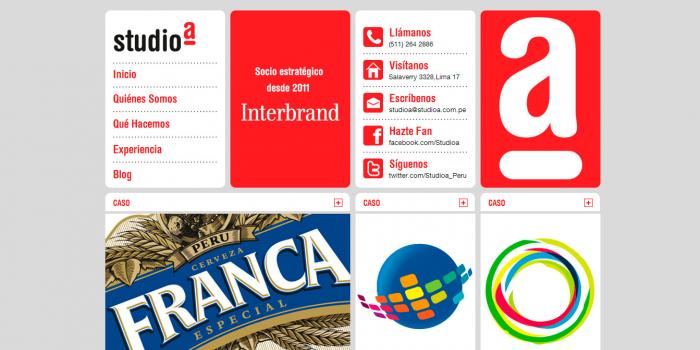 studio a
Inicio
Quiénes Somos
Qué Hacemos
Experiencia
Blog
Socio estratégico
desde 2011
Interbrand
Llámanos
(511) 264 2886
Visítanos
Salaverry 3328,Lima 17
Escríbenos
studioa@studioa.com.pe
Hazte Fan
facebook.com/Studioa
Síguenos
twitter.com/Studioa_Peru
a
CASO
CASO
CASO
PERU
CERVEZA
FRANCA
ESPECIAL